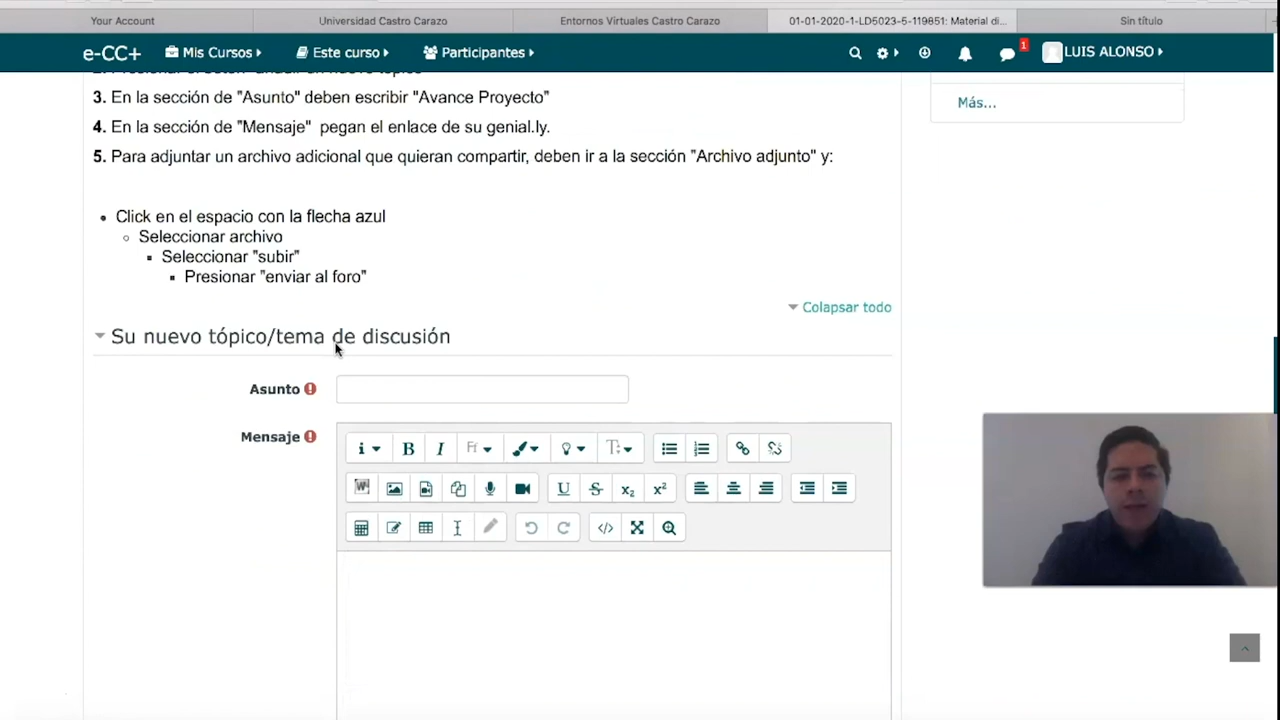 Your Account
Universidad Castro Carazo
Entornos Virtuales Castro Carazo
01-01-2020-1-LD5023-5-119851: Material di...
Sin título
e-CC+
Mis Cursos
Este curso
Participantes
1
LUIS ALONSO
3. En la sección de "Asunto" deben escribir "Avance Proyecto"
4. En la sección de "Mensaje" pegan el enlace de su genial.ly.
5. Para adjuntar un archivo adicional que quieran compartir, deben ir a la sección "Archivo adjunto" y:
Más...
Click en el espacio con la flecha azul
Seleccionar archivo
Seleccionar "subir"
Presionar "enviar al foro"
Colapsar todo
Su nuevo tópico/tema de discusión
Asunto
Mensaje